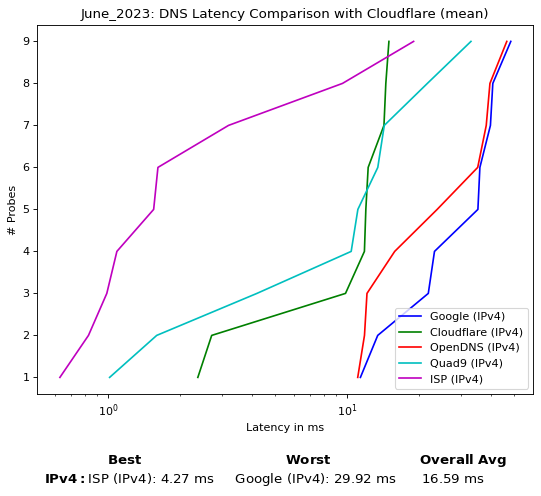 June_2023: DNS Latency Comparison with Cloudflare (mean)
9
8
7
6
5
4
3
2
1
# Probes
Google (IPv4)
Cloudflare (IPv4)
OpenDNS (IPv4)
Quad9 (IPv4)
ISP (IPv4)
10⁰ 10¹
Latency in ms
Best Worst Overall Avg
IPv4: ISP (IPv4): 4.27 ms Google (IPv4): 29.92 ms 16.59 ms